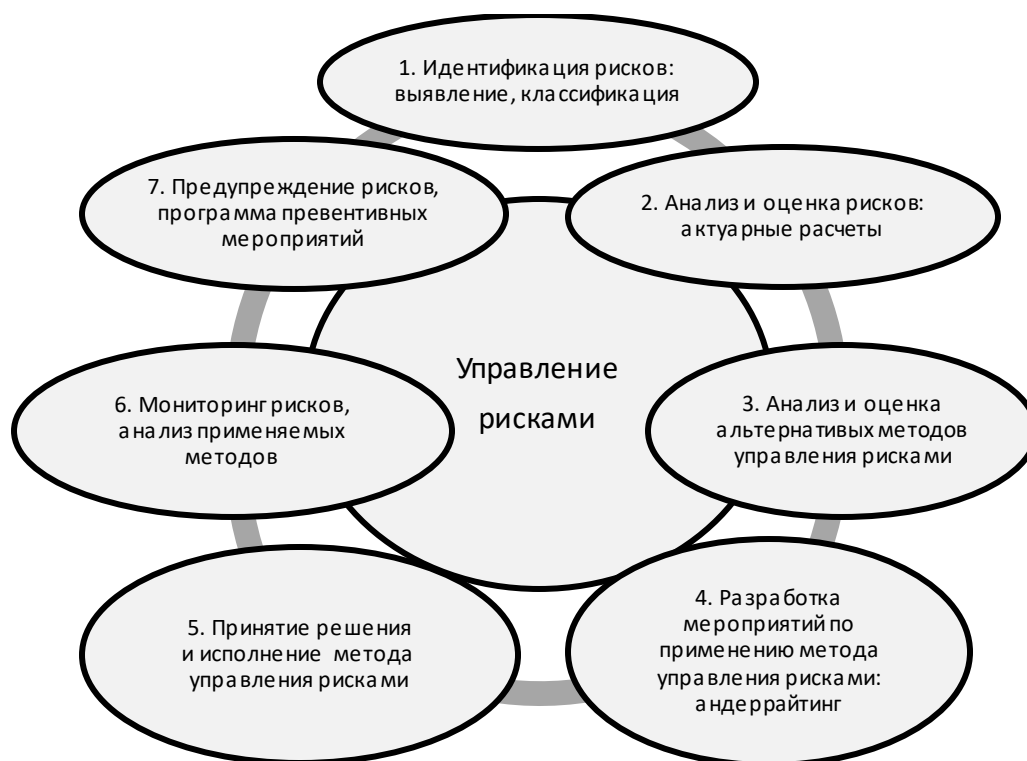 1. Идентификация рисков:
выявление, классификация
2. Анализ и оценка рисков:
актуарные расчеты
3. Анализ и оценка
альтернативых методов
управления рисками
4. Разработка
мероприятий по
применению метода
управления рисками:
андеррайтинг
5. Принятие решения
и исполнение метода
управления рисками
6. Мониторинг рисков,
анализ применяемых
методов
7. Предупреждение рисков,
программа превентивных
мероприятий
Управление
рисками